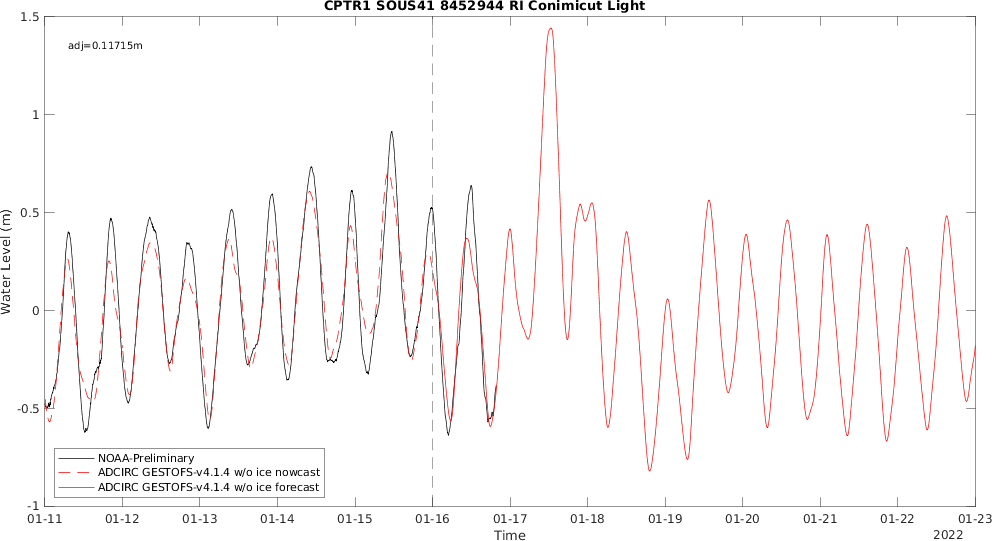 CPTR1 SOUS41 8452944 RI Conimicut Light
adj=0.11715m
Water Level (m)
1.5
1
0.5
0
-0.5
-1
NOAA-Preliminary
ADCIRC GESTOFS-v4.1.4 w/o ice nowcast
ADCIRC GESTOFS-v4.1.4 w/o ice forecast
01-11 01-12 01-13 01-14 01-15 01-16 01-17 01-18 01-19 01-20 01-21 01-22 01-23
Time
2022